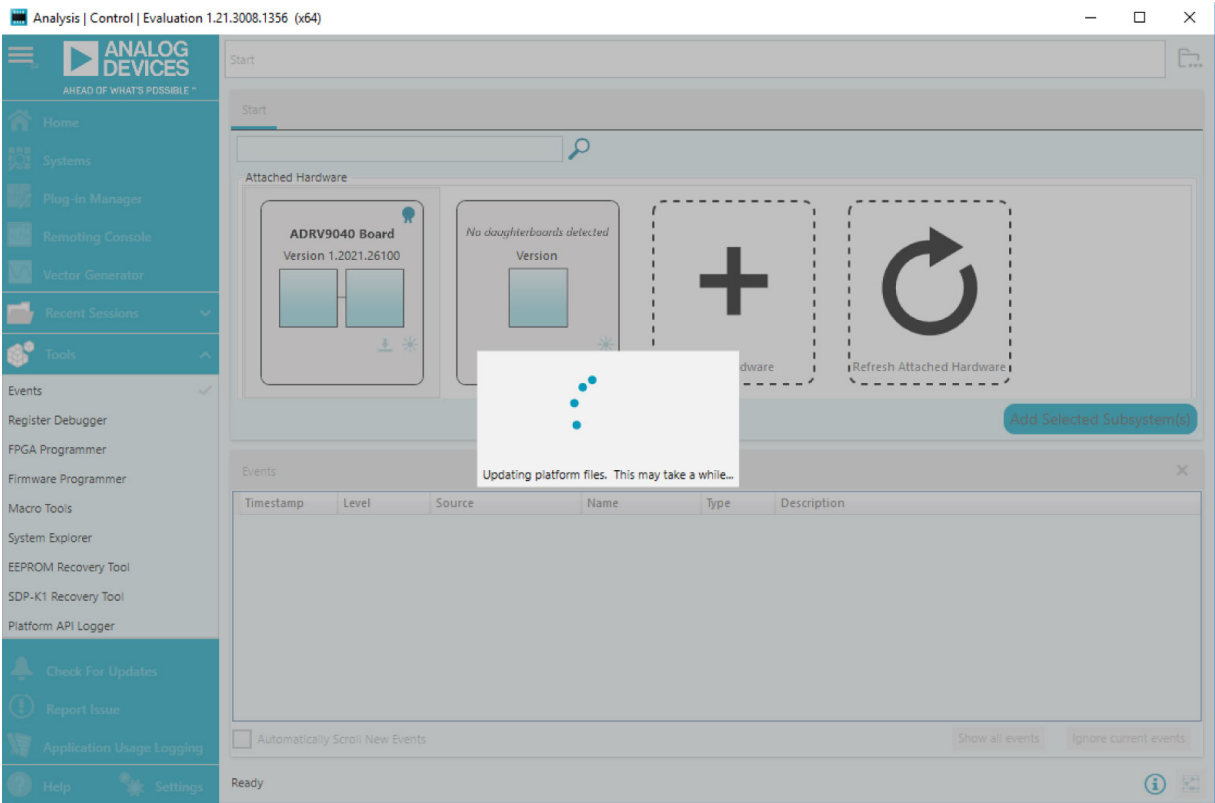 Analysis | Control | Evaluation 1.21.3008.1356 (x64)
ANALOG
DEVICES
AHEAD OF WHAT'S POSSIBLE™
Home
Systems
Plug-in Manager
Remoting Console
Vector Generator
Recent Sessions
Tools
Events
Register Debugger
FPGA Programmer
Firmware Programmer
Macro Tools
System Explorer
EEPROM Recovery Tool
SDP-K1 Recovery Tool
Platform API Logger
Check For Updates
Report Issue
Application Usage Logging
Help Settings
Start
Start
Attached Hardware
ADRV9040 Board
Version 1.2021.26100
No daughterboards detected
Version
Refresh Attached Hardware
Add Selected Subsystem(s)
Updating platform files. This may take a while...
Events
Timestamp Level Source Name Type Description
Automatically Scroll New Events
Show all events Ignore current events
Ready